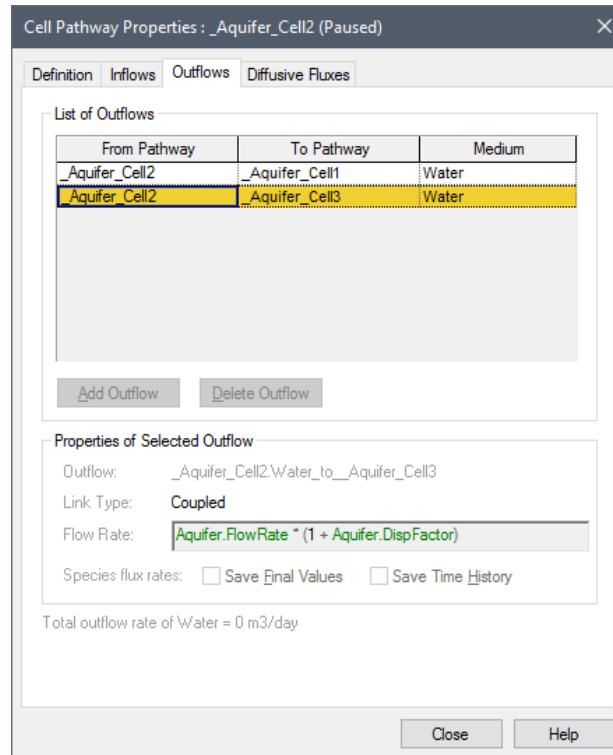 Cell Pathway Properties : _Aquifer_Cell2 (Paused)
Definition Inflows Outflows Diffusive Fluxes
List of Outflows
From Pathway To Pathway Medium
_Aquifer_Cell2 _Aquifer_Cell1 Water
_Aquifer_Cell2 _Aquifer_Cell3 Water
Add Outflow Delete Outflow
Properties of Selected Outflow
Outflow: _Aquifer_Cell2.Water_to__Aquifer_Cell3
Link Type: Coupled
Flow Rate: Aquifer.FlowRate * (1 + Aquifer.DispFactor)
Species flux rates: Save Final Values Save Time History
Total outflow rate of Water = 0 m3/day
Close Help